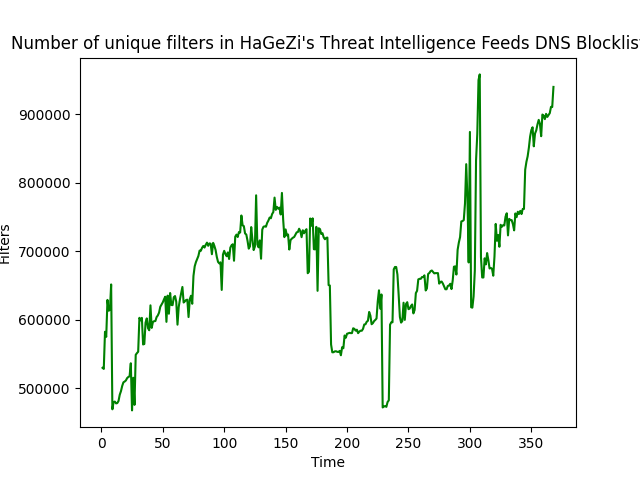 Number of unique filters in HaGeZi's Threat Intelligence Feeds DNS Blocklist
900000
800000
700000
600000
500000
Filters
0 50 100 150 200 250 300 350
Time